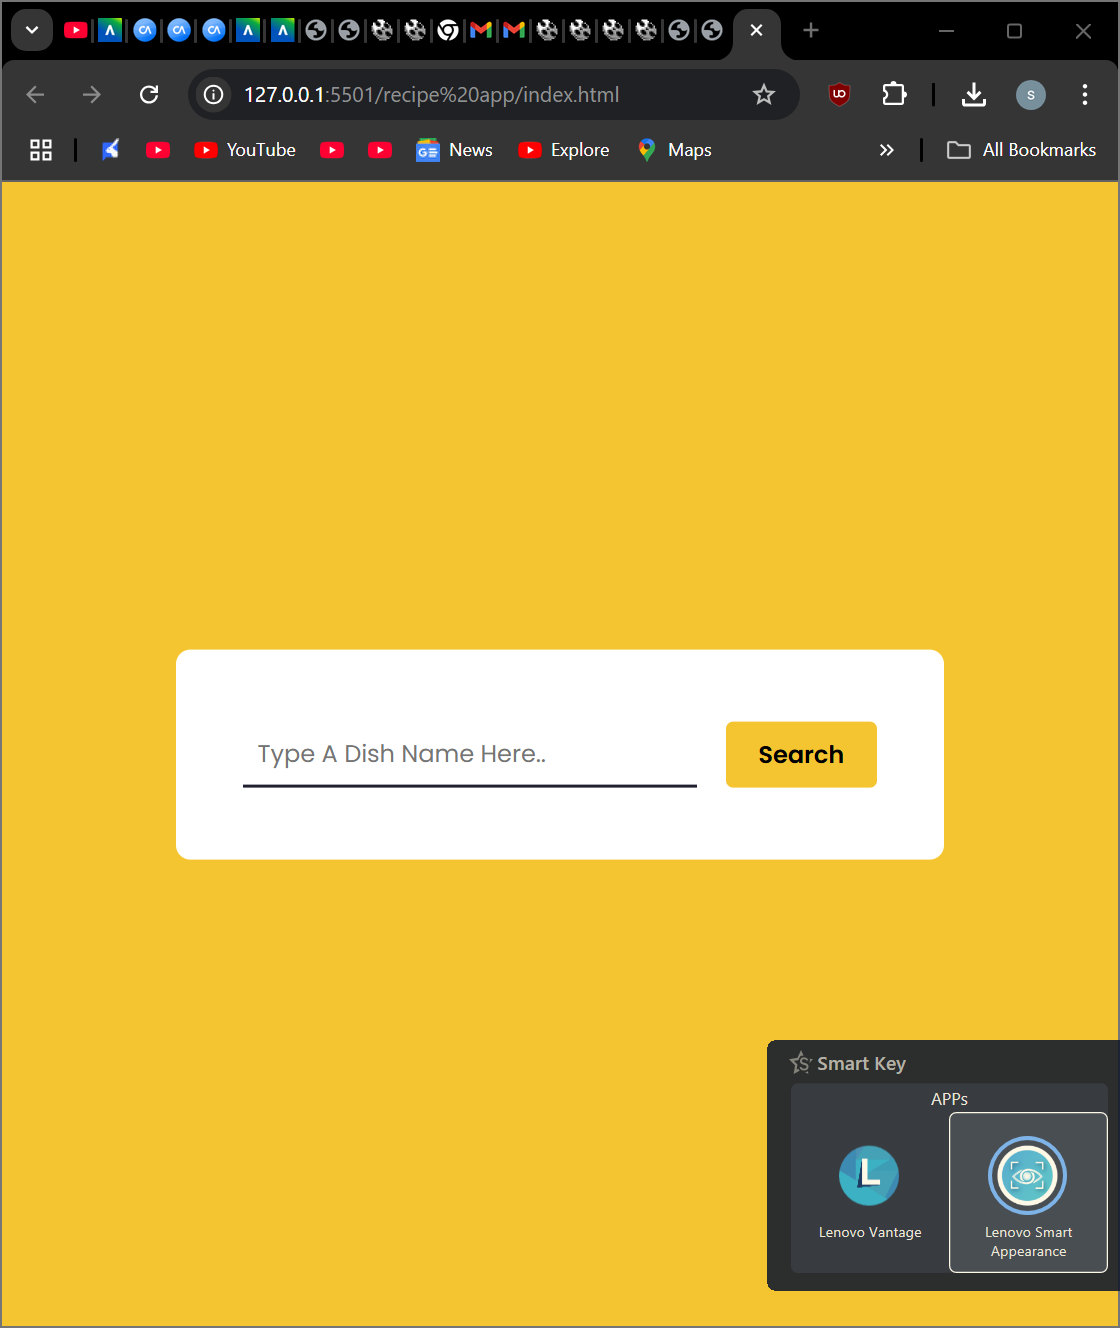 127.0.0.1:5501/recipe%20app/index.html
S
YouTube
News
Explore
Maps
All Bookmarks
Type A Dish Name Here..
Search
Smart Key
APPs
L
Lenovo Vantage
Lenovo Smart
Appearance